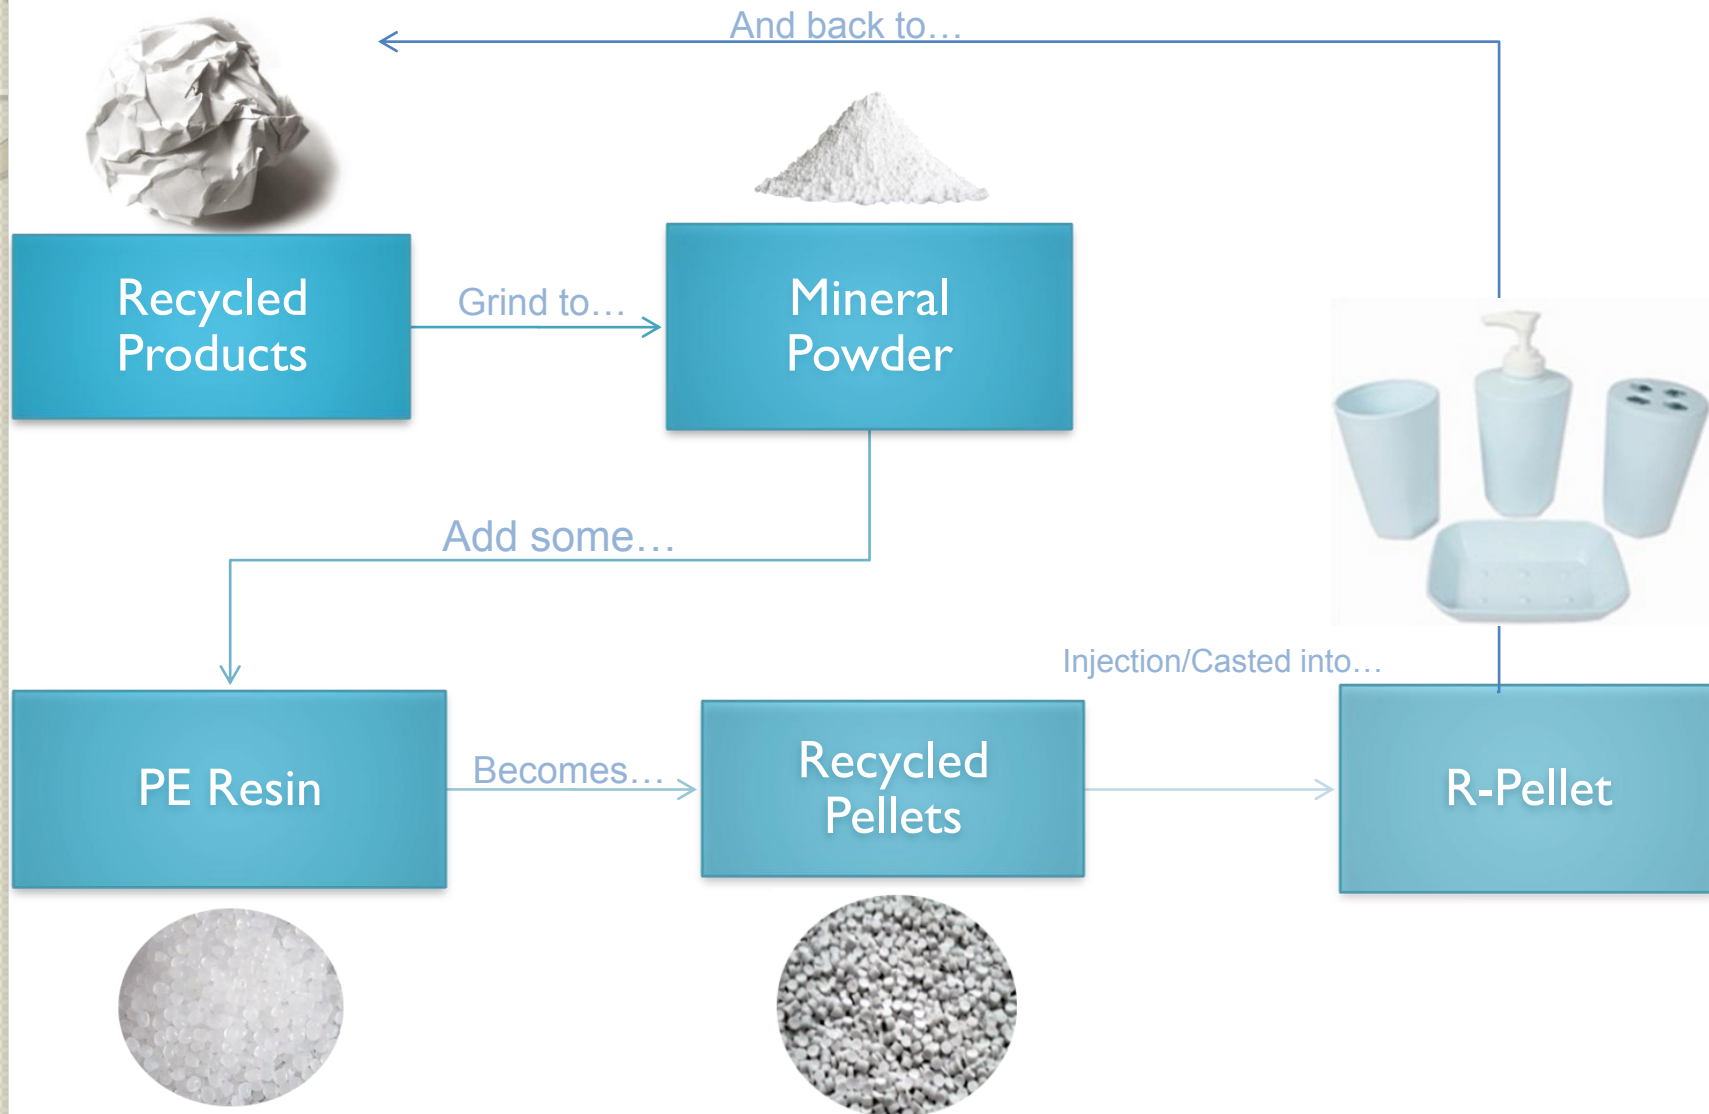 And back to…
Recycled
Products
Grind to…
Mineral
Powder
Add some…
PE Resin
Becomes…
Recycled
Pellets
Injection/Casted into…
R-Pellet